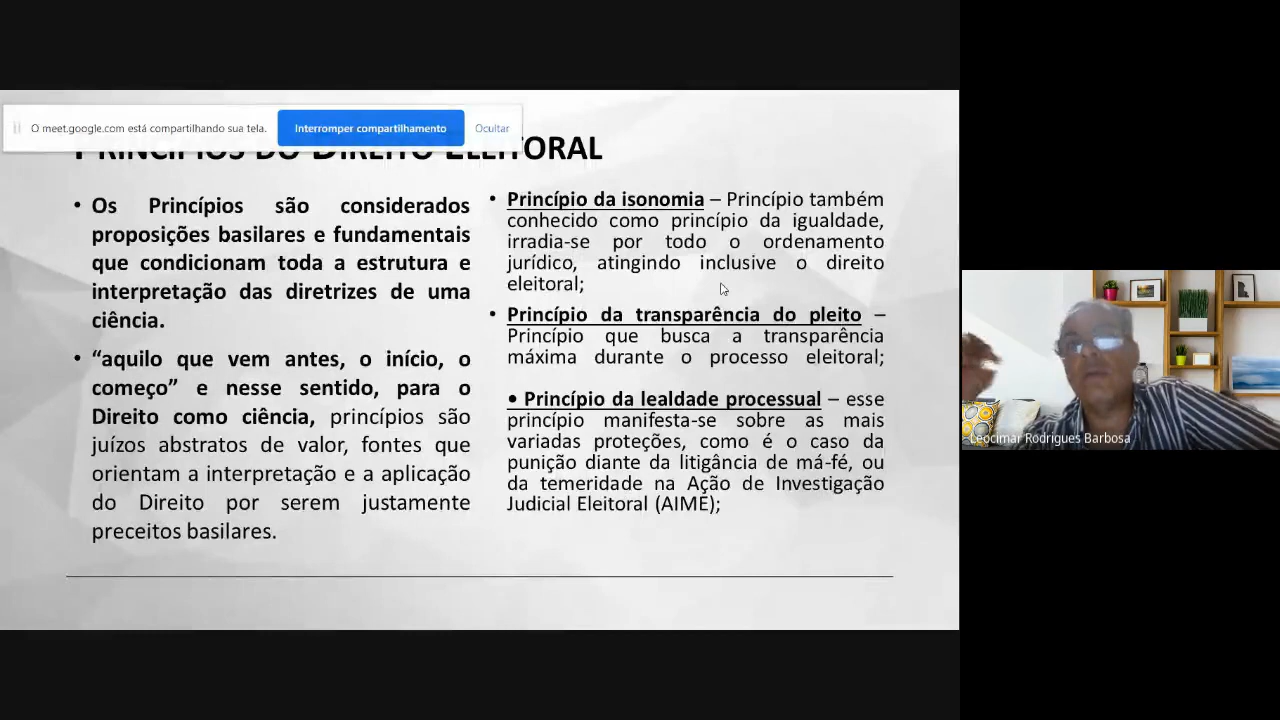 O meet.google.com está compartilhando sua tela.
Interromper compartilhamento
Ocultar
PRINCÍPIOS DO DIREITO ELEITORAL
• Os Princípios são considerados
proposições basilares e fundamentais
que condicionam toda a estrutura e
interpretação das diretrizes de uma
ciência.
• “aquilo que vem antes, o início, o
começo” e nesse sentido, para o
Direito como ciência, princípios são
juízos abstratos de valor, fontes que
orientam a interpretação e a aplicação
do Direito por serem justamente
preceitos basilares.
• Princípio da isonomia – Princípio também
conhecido como princípio da igualdade,
irradia-se por todo o ordenamento
jurídico, atingindo inclusive o direito
eleitoral;
• Princípio da transparência do pleito –
Princípio que busca a transparência
máxima durante o processo eleitoral;
• Princípio da lealdade processual – esse
princípio manifesta-se sobre as mais
variadas proteções, como é o caso da
punição diante da litigância de má-fé, ou
da temeridade na Ação de Investigação
Judicial Eleitoral (AIME);
Leocimar Rodrigues Barbosa